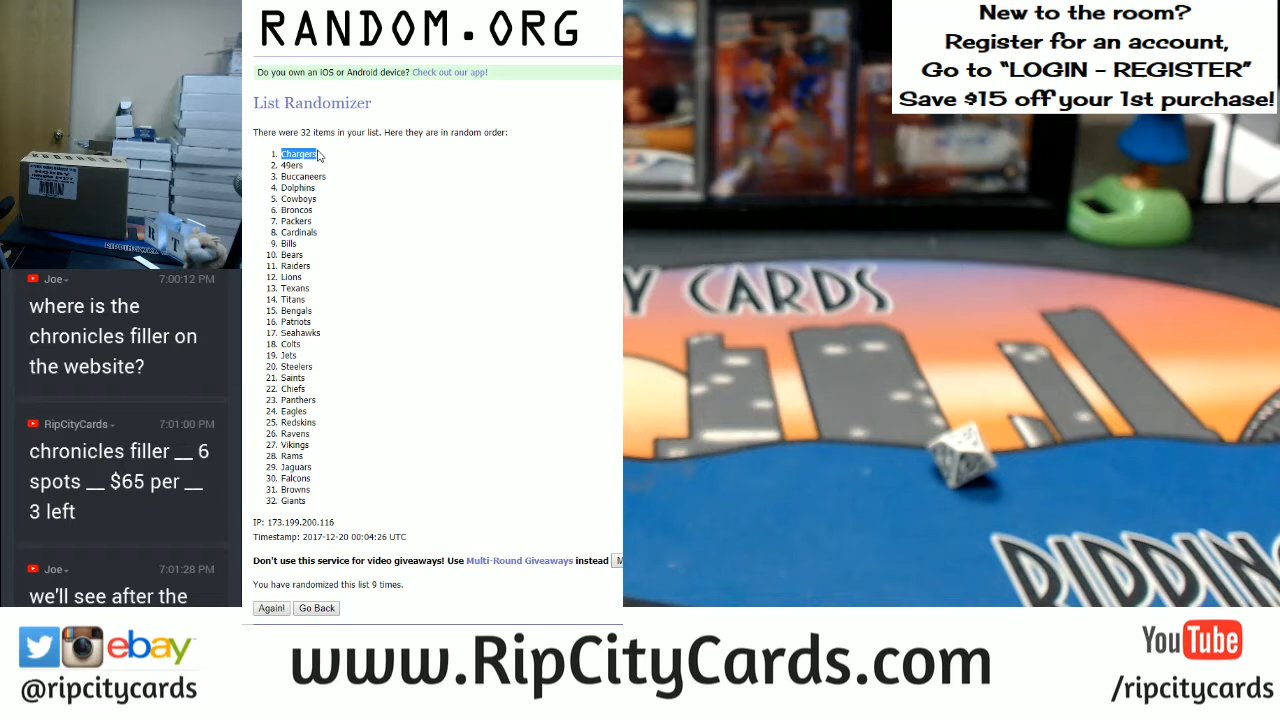 RANDOM.ORG
Do you own an iOS or Android device? Check out our app!
List Randomizer
There were 32 items in your list. Here they are in random order:
1. Chargers
2. 49ers
3. Buccaneers
4. Dolphins
5. Cowboys
6. Broncos
7. Packers
8. Cardinals
9. Bills
10. Bears
11. Raiders
12. Lions
13. Texans
14. Titans
15. Bengals
16. Patriots
17. Seahawks
18. Colts
19. Jets
20. Steelers
21. Saints
22. Chiefs
23. Panthers
24. Eagles
25. Redskins
26. Ravens
27. Vikings
28. Rams
29. Jaguars
30. Falcons
31. Browns
32. Giants
IP: 173.199.200.116
Timestamp: 2017-12-20 00:04:26 UTC
Don't use this service for video giveaways! Use Multi-Round Giveaways instead
You have randomized this list 9 times.
Again! Go Back
Joe 7:00:12 PM
where is the
chronicles filler on
the website?
RipCityCards 7:01:00 PM
chronicles filler __ 6
spots __ $65 per __
3 left
Joe 7:01:28 PM
we'll see after the
New to the room?
Register for an account,
Go to "LOGIN - REGISTER"
Save $15 off your 1st purchase!
Y CARDS
RIPPIN
ebay
@ripcitycards
www.RipCityCards.com
YouTube
/ripcitycards